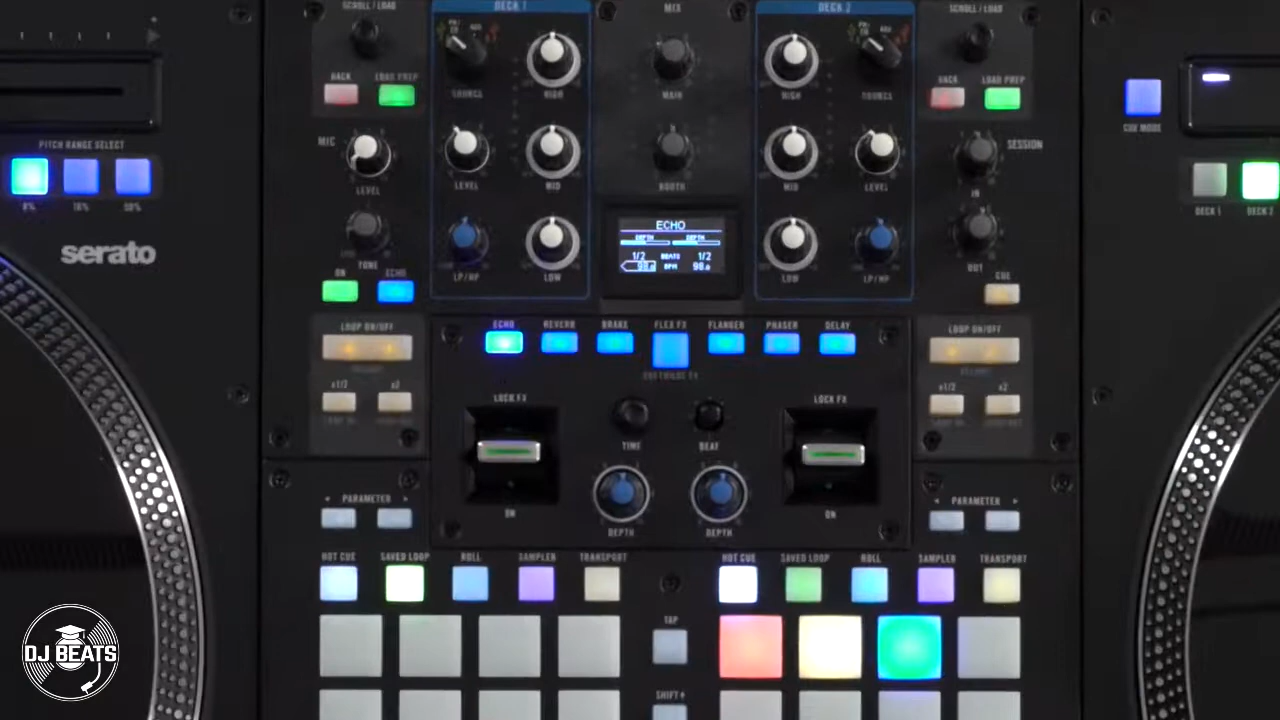 SCROLL / LOAD
DECK 1
MIX
DECK 2
SCROLL / LOAD
BACK
LOAD PREP
SOURCE
HIGH
MAIN
HIGH
SOURCE
BACK
LOAD PREP
CUE MODE
PITCH RANGE SELECT
8%
16%
50%
MIC
LEVEL
LEVEL
MID
BOOTH
MID
LEVEL
SESSION
IN
DECK 1
DECK 2
serato
TONE
ON
ECHO
LP/HP
LOW
ECHO
DEPTH
DEPTH
1/2 BEATS 1/2
BPM 98.0
LOW
LP/HP
OUT
CUE
LOOP ON/OFF
ECHO
REVERB
BRAKE
FLEX FX
FLANGER
PHASER
DELAY
LOOP ON/OFF
x1/2
x2
LOCK FX
TIME
BEAT
LOCK FX
x1/2
x2
PARAMETER
ON
DEPTH
DEPTH
ON
PARAMETER
HOT CUE
SAVED LOOP
ROLL
SAMPLER
TRANSPORT
HOT CUE
SAVED LOOP
ROLL
SAMPLER
TRANSPORT
TAP
SHIFT
DJ BEATS